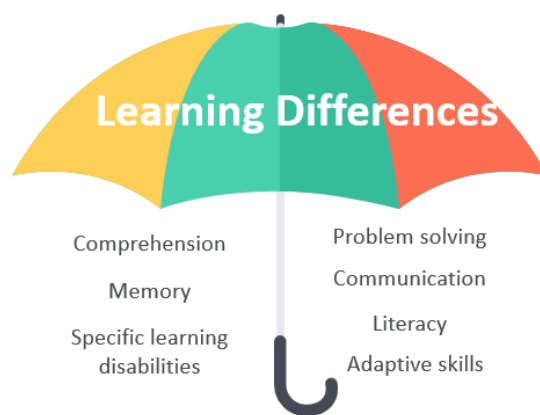 Learning Differences
Comprehension
Memory
Specific learning
disabilities
Problem solving
Communication
Literacy
Adaptive skills